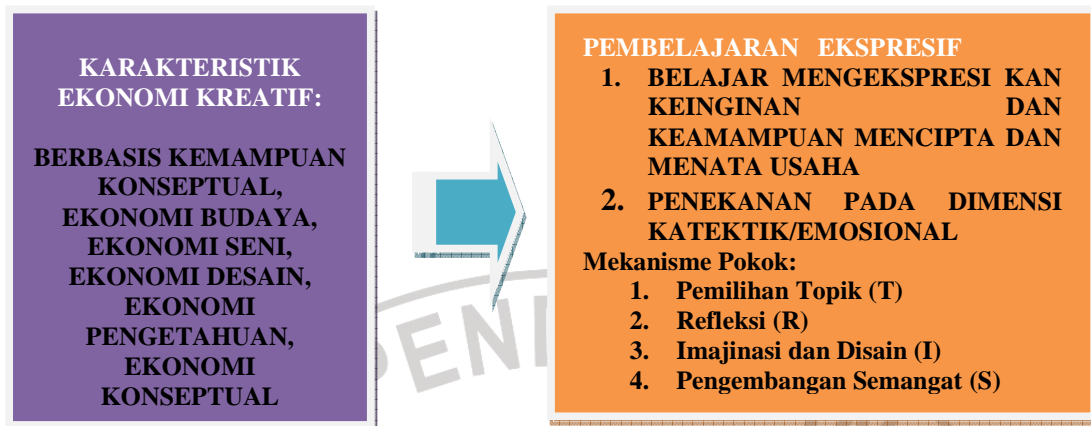 KARAKTERISTIK
EKONOMI KREATIF:
BERBASIS KEMAMPUAN
KONSEPTUAL,
EKONOMI BUDAYA,
EKONOMI SENI,
EKONOMI DESAIN,
EKONOMI
PENGETAHUAN,
EKONOMI
KONSEPTUAL
PEMBELAJARAN EKSPRESIF
1. BELAJAR MENGEKSPRESI KAN
KEINGINAN DAN
KEAMAMPUAN MENCIPTA DAN
MENATA USAHA
2. PENEKANAN PADA DIMENSI
KATEKTIK/EMOSIONAL
Mekanisme Pokok:
1. Pemilihan Topik (T)
2. Refleksi (R)
3. Imajinasi dan Disain (I)
4. Pengembangan Semangat (S)